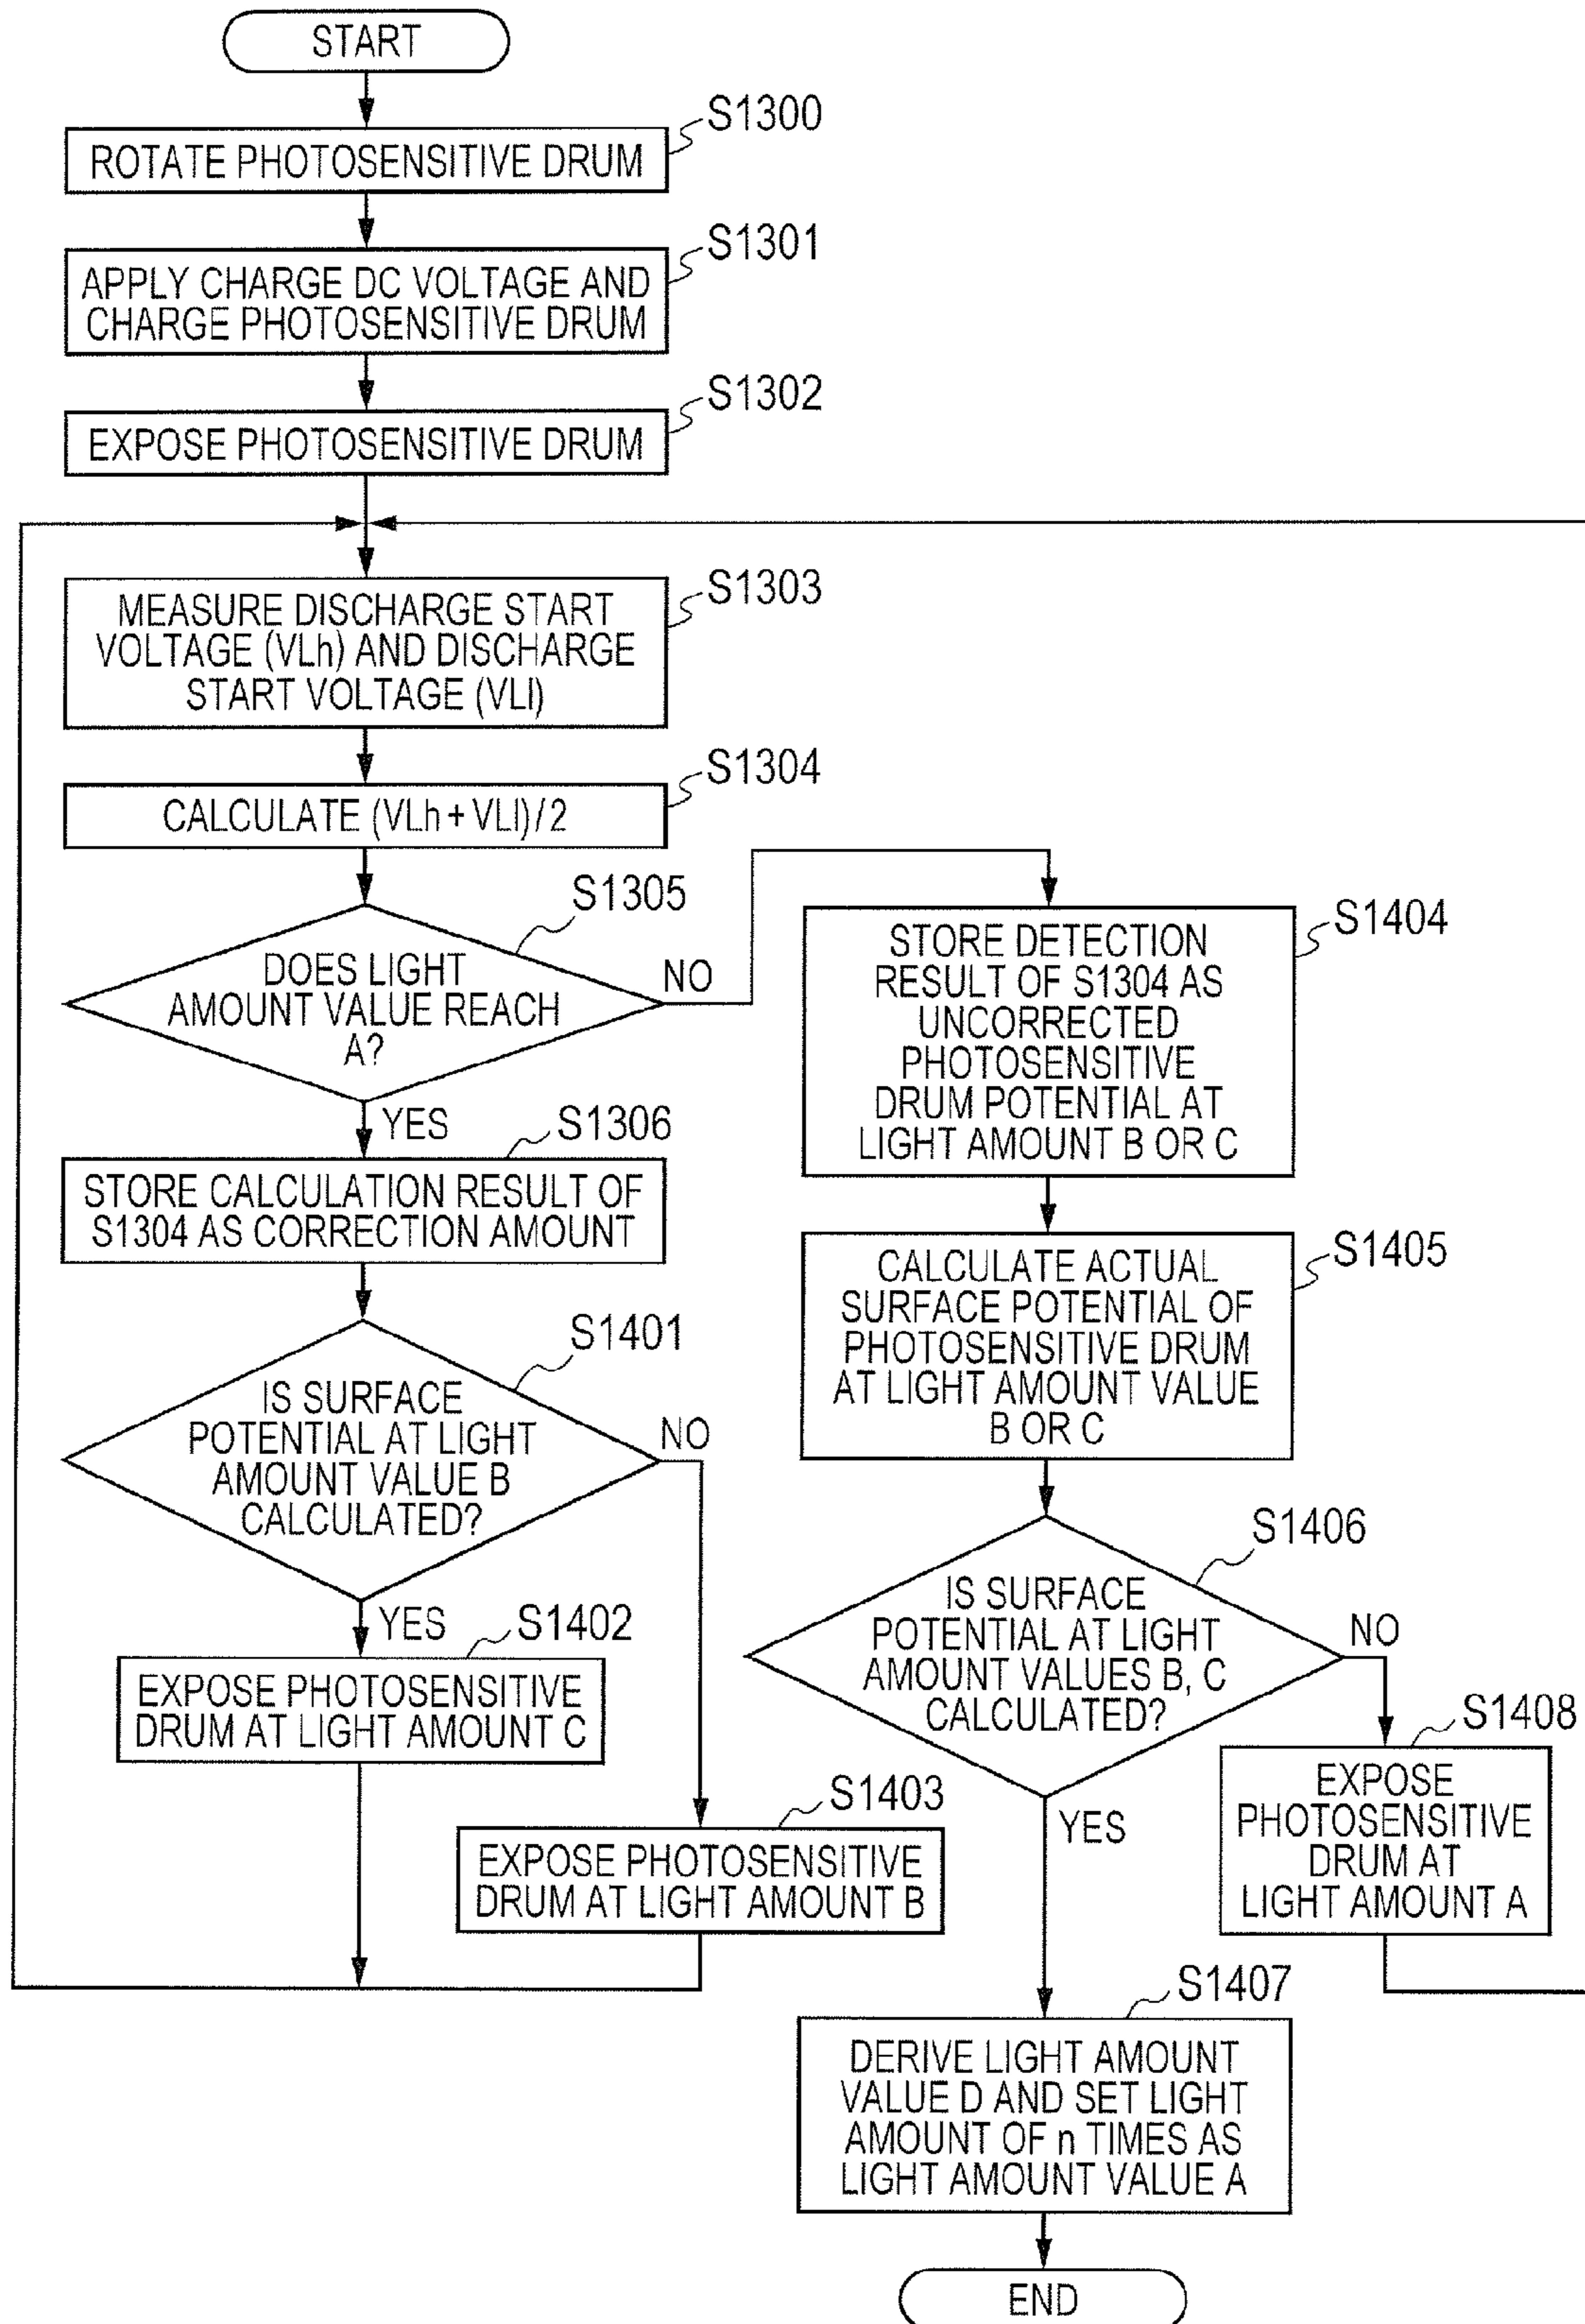 START
S1300
ROTATE PHOTOSENSITIVE DRUM
S1301
APPLY CHARGE DC VOLTAGE AND
CHARGE PHOTOSENSITIVE DRUM
S1302
EXPOSE PHOTOSENSITIVE DRUM
S1303
MEASURE DISCHARGE START
VOLTAGE (VLh) AND DISCHARGE
START VOLTAGE (VLl)
S1304
CALCULATE (VLh + VLl) / 2
S1305
DOES LIGHT
AMOUNT VALUE REACH
A?
NO
YES
S1306
STORE CALCULATION RESULT OF
S1304 AS CORRECTION AMOUNT
S1401
IS SURFACE
POTENTIAL AT LIGHT
AMOUNT VALUE B
CALCULATED?
NO
YES
S1402
EXPOSE PHOTOSENSITIVE
DRUM AT LIGHT AMOUNT C
S1403
EXPOSE PHOTOSENSITIVE
DRUM AT LIGHT AMOUNT B
S1404
STORE DETECTION
RESULT OF S1304 AS
UNCORRECTED
PHOTOSENSITIVE
DRUM POTENTIAL AT
LIGHT AMOUNT B OR C
S1405
CALCULATE ACTUAL
SURFACE POTENTIAL OF
PHOTOSENSITIVE DRUM
AT LIGHT AMOUNT VALUE
B OR C
S1406
IS SURFACE
POTENTIAL AT LIGHT
AMOUNT VALUES B, C
CALCULATED?
NO
YES
S1408
EXPOSE
PHOTOSENSITIVE
DRUM AT
LIGHT AMOUNT A
S1407
DERIVE LIGHT AMOUNT
VALUE D AND SET LIGHT
AMOUNT OF n TIMES AS
LIGHT AMOUNT VALUE A
END